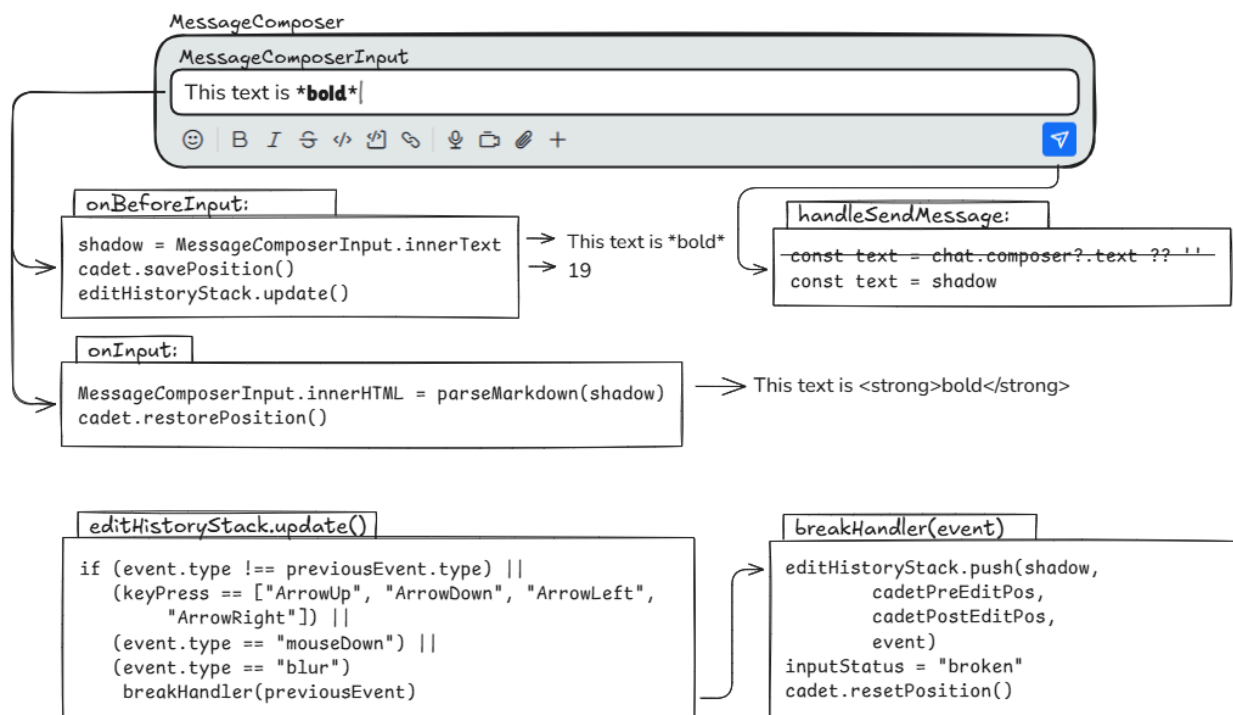 MessageComposer
MessageComposerInput
This text is *bold*
B I S </>
onBeforeInput:
shadow = MessageComposerInput.innerText
cadet.savePosition()
editHistoryStack.update()
This text is *bold*
19
handleSendMessage:
const text = chat.composer?.text ?? ''
const text = shadow
onInput:
MessageComposerInput.innerHTML = parseMarkdown(shadow)
cadet.restorePosition()
This text is <strong>bold</strong>
editHistoryStack.update()
if (event.type !== previousEvent.type) ||
(keyPress == ["ArrowUp", "ArrowDown", "ArrowLeft",
"ArrowRight"]) ||
(event.type == "mouseDown") ||
(event.type == "blur")
breakHandler(previousEvent)
breakHandler(event)
editHistoryStack.push(shadow,
cadetPreEditPos,
cadetPostEditPos,
event)
inputStatus = "broken"
cadet.resetPosition()